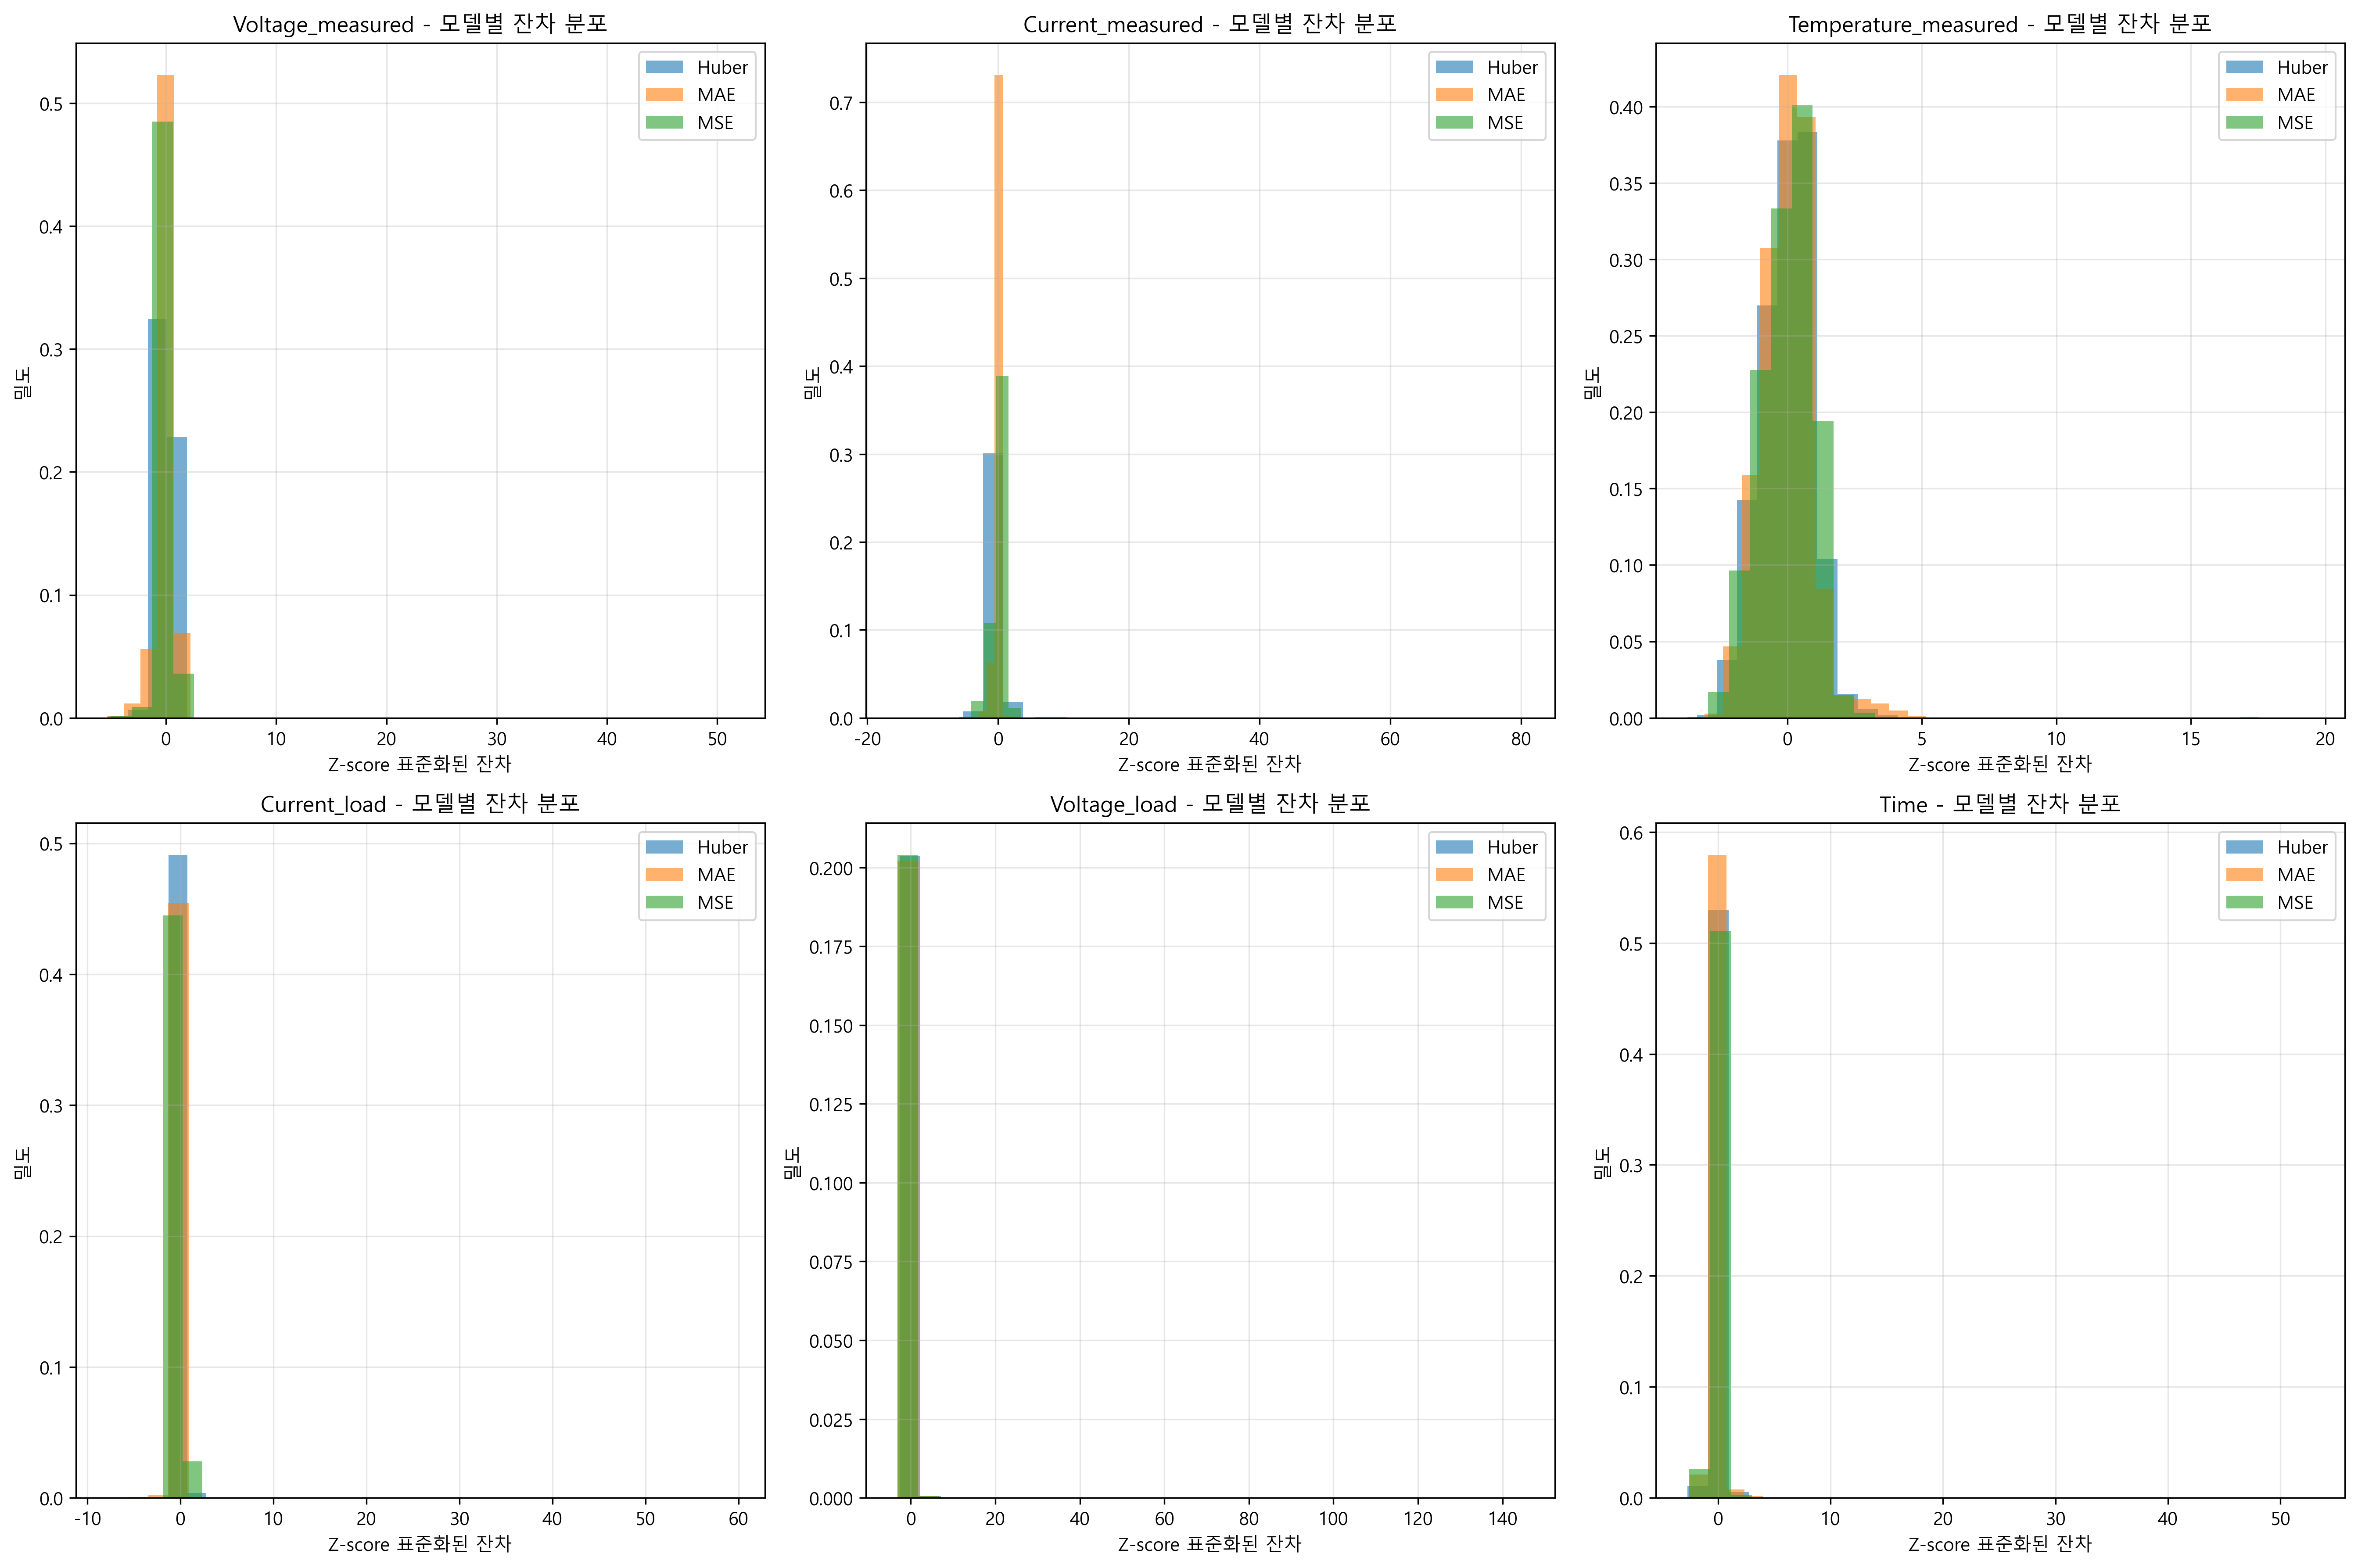 Voltage_measured - 모델별 잔차 분포
Huber
MAE
MSE
밀도
0.5
0.4
0.3
0.2
0.1
0.0
0 10 20 30 40 50
Z-score 표준화된 잔차
Current_measured - 모델별 잔차 분포
Huber
MAE
MSE
밀도
0.7
0.6
0.5
0.4
0.3
0.2
0.1
0.0
-20 0 20 40 60 80
Z-score 표준화된 잔차
Temperature_measured - 모델별 잔차 분포
Huber
MAE
MSE
밀도
0.40
0.35
0.30
0.25
0.20
0.15
0.10
0.05
0.00
0 5 10 15 20
Z-score 표준화된 잔차
Current_load - 모델별 잔차 분포
Huber
MAE
MSE
밀도
0.5
0.4
0.3
0.2
0.1
0.0
-10 0 10 20 30 40 50 60
Z-score 표준화된 잔차
Voltage_load - 모델별 잔차 분포
Huber
MAE
MSE
밀도
0.200
0.175
0.150
0.125
0.100
0.075
0.050
0.025
0.000
0 20 40 60 80 100 120 140
Z-score 표준화된 잔차
Time - 모델별 잔차 분포
Huber
MAE
MSE
밀도
0.6
0.5
0.4
0.3
0.2
0.1
0.0
0 10 20 30 40 50
Z-score 표준화된 잔차